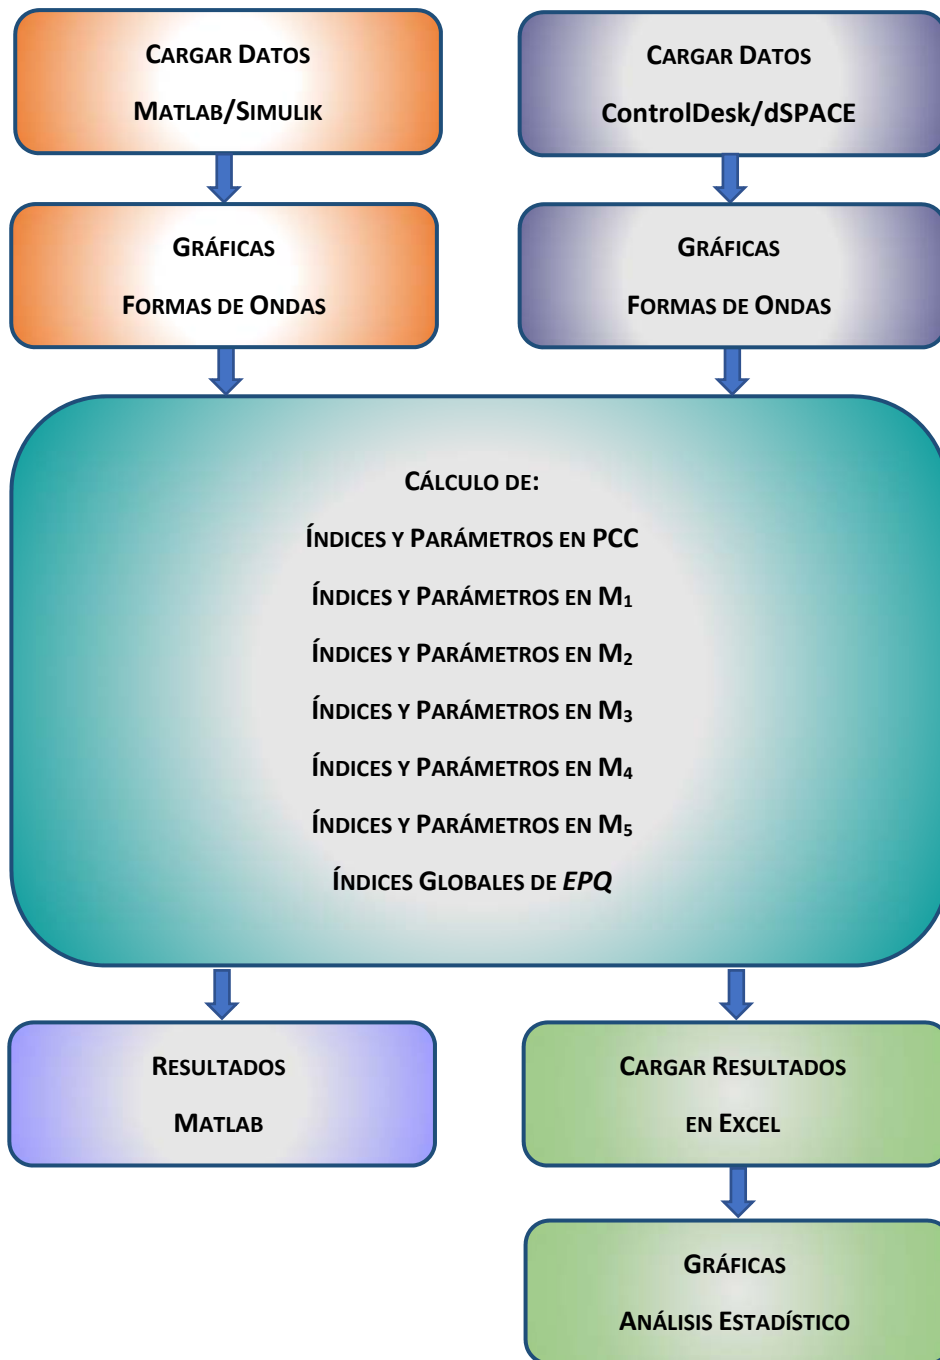 CARGAR DATOS
MATLAB/SIMULIK
CARGAR DATOS
ControlDesk/dSPACE
GRÁFICAS
FORMAS DE ONDAS
GRÁFICAS
FORMAS DE ONDAS
CÁLCULO DE:
ÍNDICES Y PARÁMETROS EN PCC
ÍNDICES Y PARÁMETROS EN M₁
ÍNDICES Y PARÁMETROS EN M₂
ÍNDICES Y PARÁMETROS EN M₃
ÍNDICES Y PARÁMETROS EN M₄
ÍNDICES Y PARÁMETROS EN M₅
ÍNDICES GLOBALES DE EPQ
RESULTADOS
MATLAB
CARGAR RESULTADOS
EN EXCEL
GRÁFICAS
ANÁLISIS ESTADÍSTICO